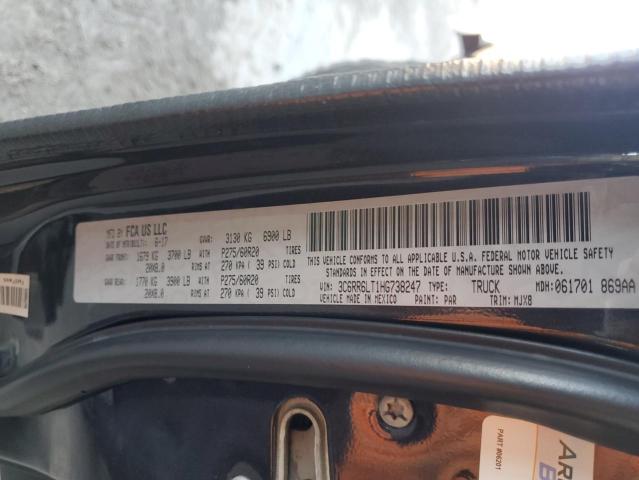 MFD BY FCA US LLC
DATE OF MFR/BUILT: 6-17 GVWR: 3130 KG 6900 LB
GAWR FRONT: 1679 KG 3700 LB WITH P275/60R20 TIRES
20X8.0 RIMS AT 270 KPA ( 39 PSI) COLD
GAWR REAR: 1770 KG 3900 LB WITH P275/60R20 TIRES
20X8.0 RIMS AT 270 KPA ( 39 PSI) COLD
THIS VEHICLE CONFORMS TO ALL APPLICABLE U.S.A. FEDERAL MOTOR VEHICLE SAFETY
STANDARDS IN EFFECT ON THE DATE OF MANUFACTURE SHOWN ABOVE.
VIN: 3C6RR6LT1HG738247 TYPE: TRUCK MDH: 061701 869AA
VEHICLE MADE IN MEXICO PAINT: PAR TRIM: MJX8
PART #06201